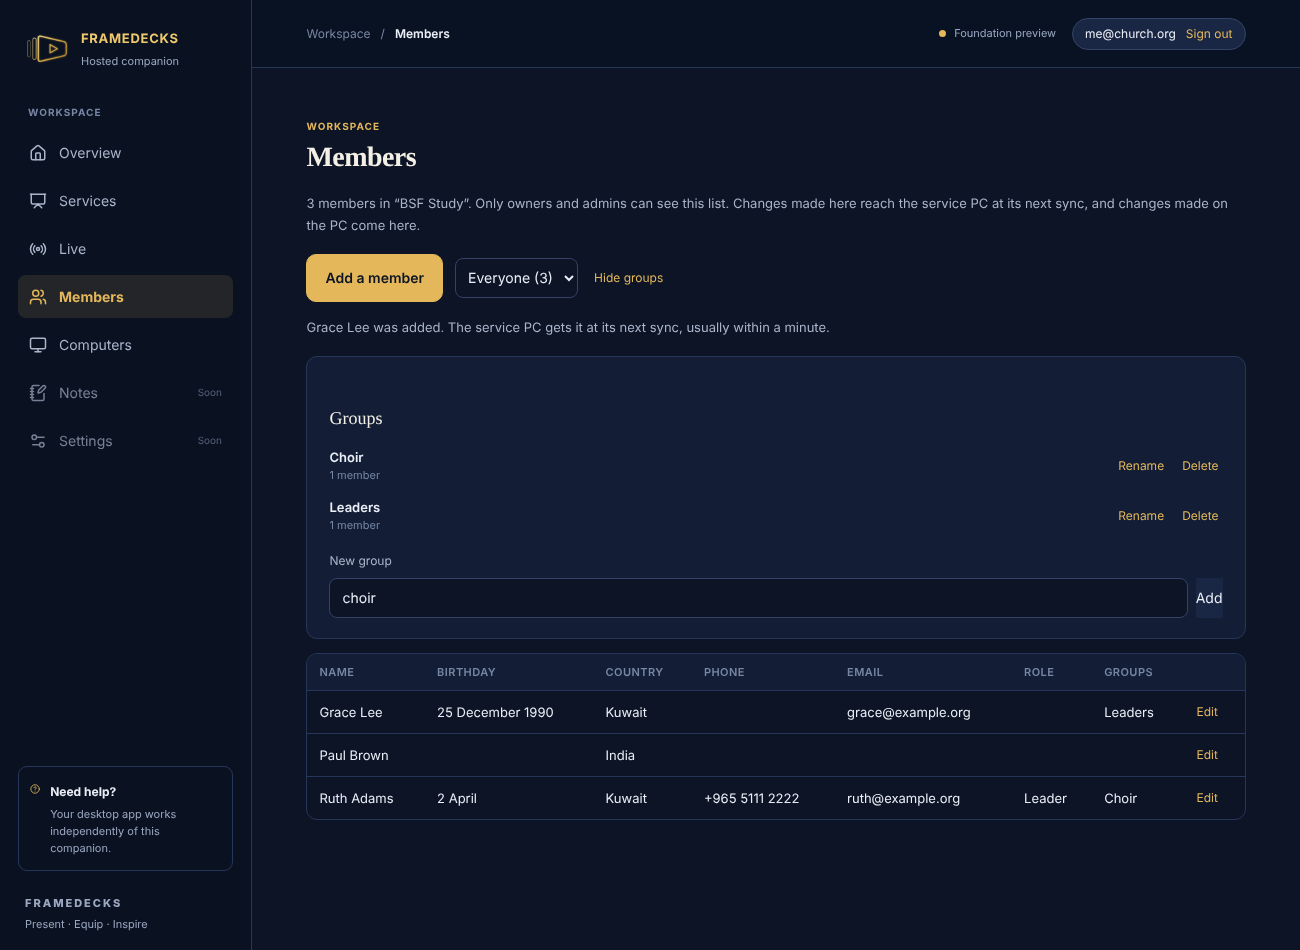 FRAMEDECKS
Hosted companion
WORKSPACE
Overview
Services
Live
Members
Computers
Notes Soon
Settings Soon
Need help?
Your desktop app works
independently of this
companion.
FRAMEDECKS
Present · Equip · Inspire
Workspace / Members
Foundation preview
me@church.org Sign out
WORKSPACE
Members
3 members in “BSF Study”. Only owners and admins can see this list. Changes made here reach the service PC at its next sync, and changes made on
the PC come here.
Add a member Everyone (3) Hide groups
Grace Lee was added. The service PC gets it at its next sync, usually within a minute.
Groups
Choir
1 member
Rename Delete
Leaders
1 member
Rename Delete
New group
choir Add
NAME BIRTHDAY COUNTRY PHONE EMAIL ROLE GROUPS
Grace Lee 25 December 1990 Kuwait grace@example.org Leaders Edit
Paul Brown India Edit
Ruth Adams 2 April Kuwait +965 5111 2222 ruth@example.org Leader Choir Edit